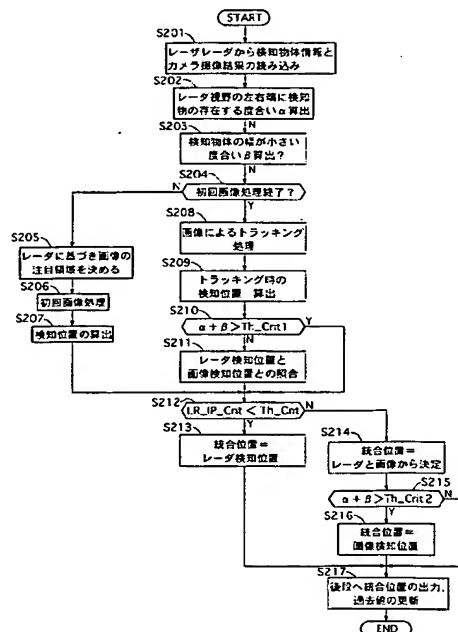 START
S201
レーザレーダから検知物体情報と
カメラ撮像結果の読み込み
S202
レータ視野の左右端に検知
物の存在する度合いα算出
N
S203
検知物体の幅が小さい
度合いβ算出?
N
S204
N
初回画像処理終了?
Y
S208
画像によるトラッキング
処理
S205
レーダに基づき画像の
注目領域を決める
S209
トラッキング時の
検知位置 算出
S206
初回画像処理
S210
α+β>Th_Crit1
Y
S207
検知位置の算出
N
S211
レーダ検知位置と
画像検知位置との照合
S212
LR_IP_Cnt<Th_Cnt
N
Y
S213
統合位置=
レーダ検知位置
S214
統合位置=
レーダと画像から決定
S215
α+β>Th_Crit2
N
Y
S216
統合位置=
画像検知位置
S217
後段へ統合位置の出力,
過去値の更新
END